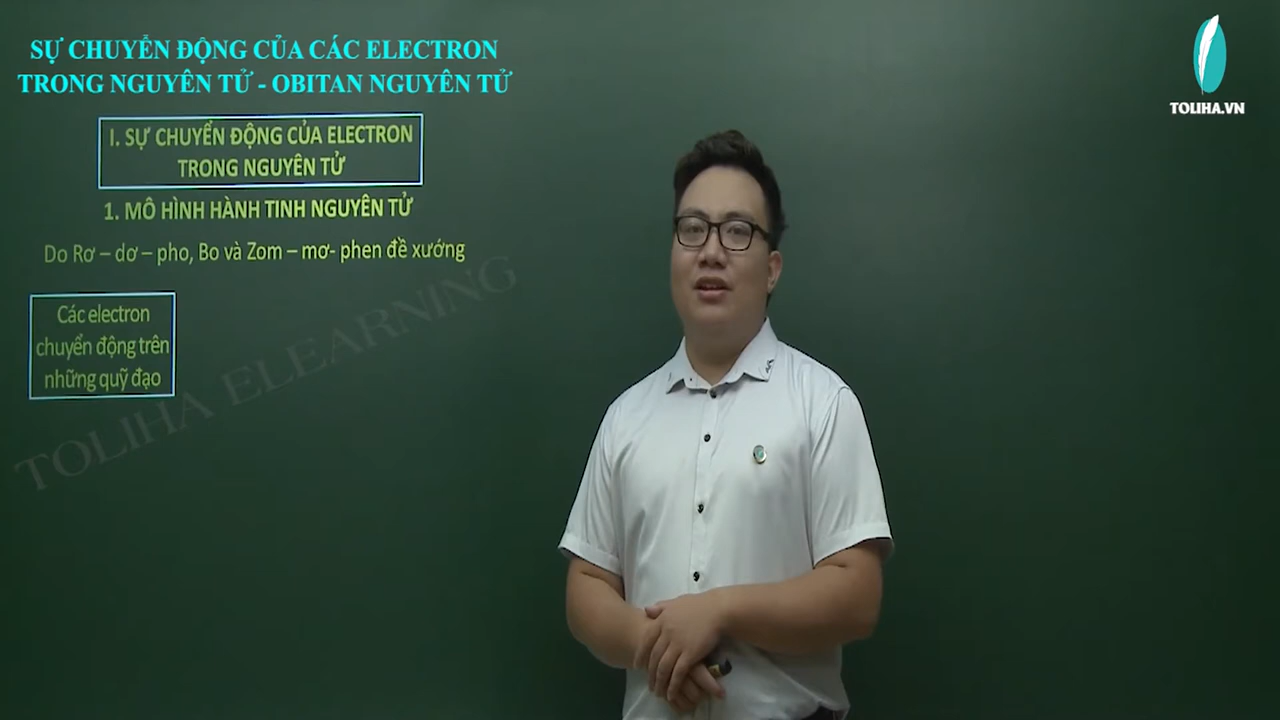 SỰ CHUYỂN ĐỘNG CỦA CÁC ELECTRON
TRONG NGUYÊN TỬ - OBITAN NGUYÊN TỬ
TOLIHA.VN
I. SỰ CHUYỂN ĐỘNG CỦA ELECTRON
TRONG NGUYÊN TỬ
1. MÔ HÌNH HÀNH TINH NGUYÊN TỬ
Do Rơ – dơ – pho, Bo và Zom – mơ- phen đề xướng
Các electron
chuyển động trên
những quỹ đạo
TOLIHA ELEARNING